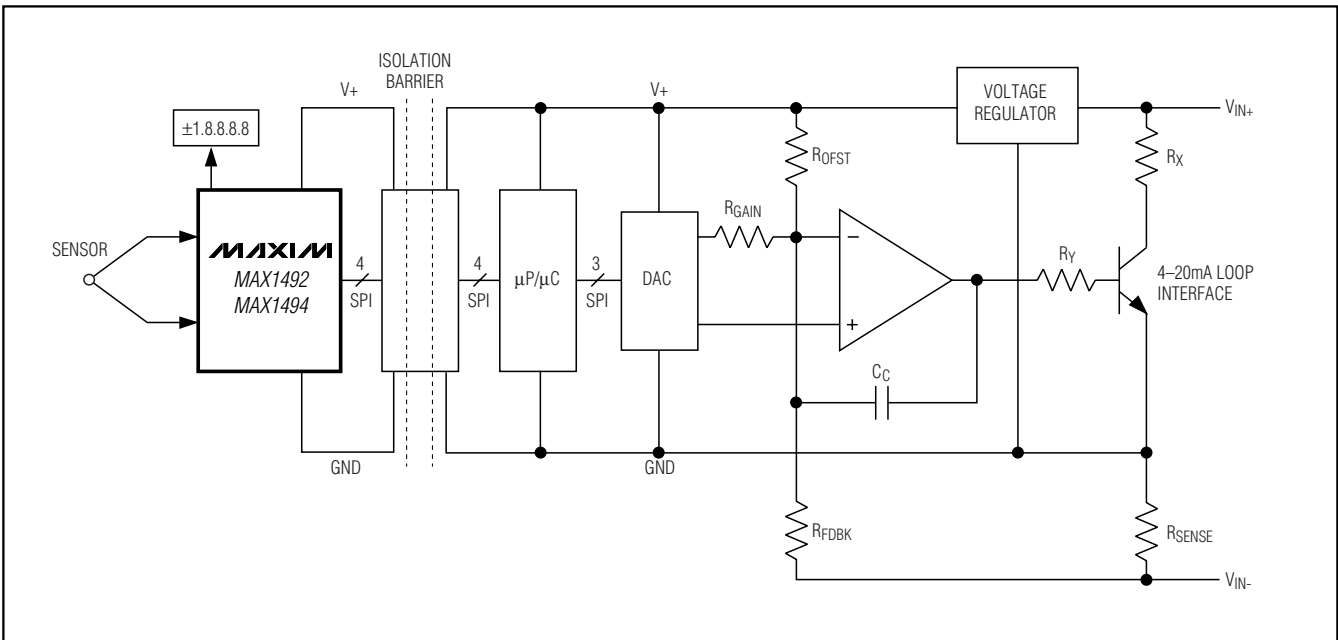 ISOLATION
BARRIER
V+
V+
VOLTAGE
REGULATOR
VIN+
±1.8.8.8.8
ROFST
RX
RGAIN
SENSOR
MAXIM
MAX1492
MAX1494
4
SPI
4
SPI
µP/µC
3
SPI
DAC
−
+
RY
4–20mA LOOP
INTERFACE
CC
GND
GND
RFDBK
RSENSE
VIN-